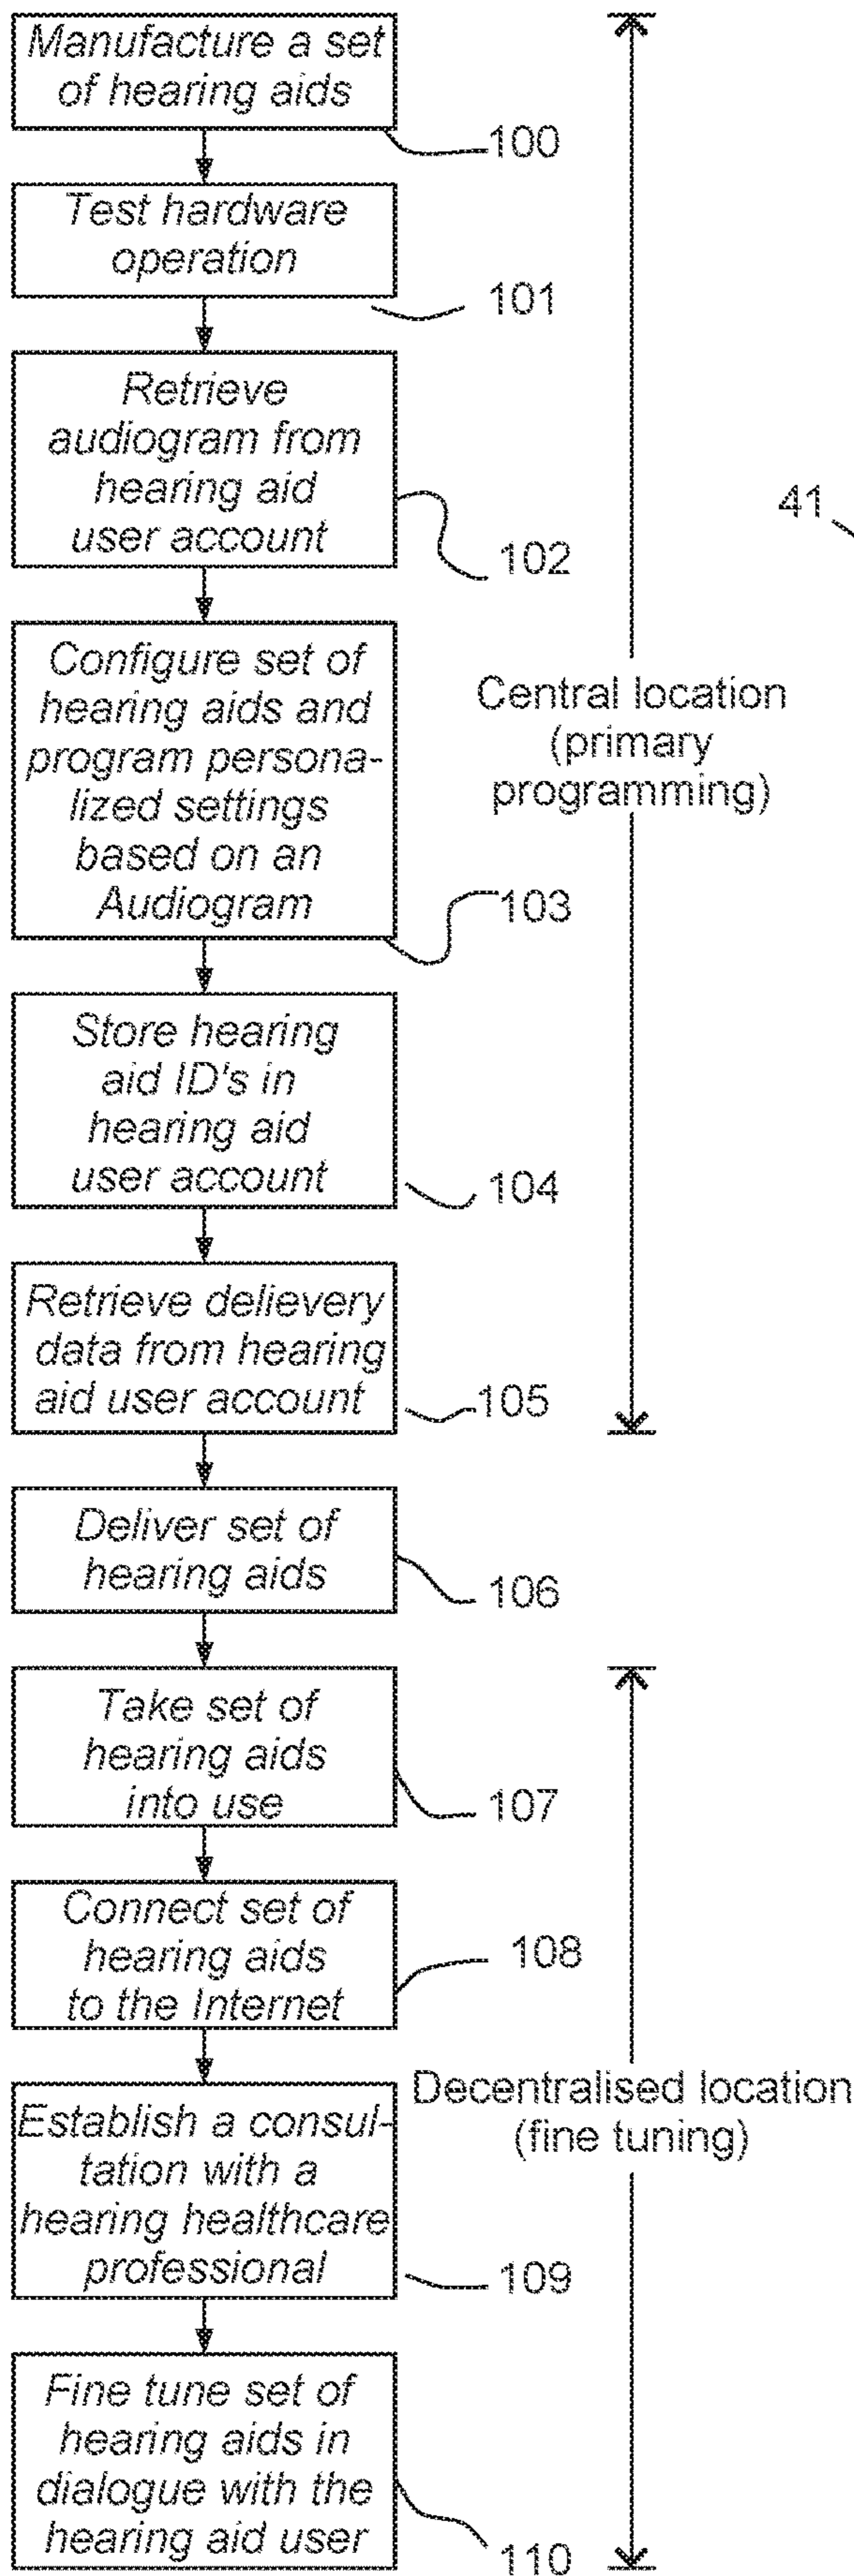 Manufacture a set
of hearing aids
100
Test hardware
operation
101
Retrieve
audiogram from
hearing aid
user account
102
41
Configure set of
hearing aids and
program persona-
lized settings
based on an
Audiogram
103
Central location
(primary
programming)
Store hearing
aid ID's in
hearing aid
user account
104
Retrieve delievery
data from hearing
aid user account
105
Deliver set of
hearing aids
106
Take set of
hearing aids
into use
107
Connect set of
hearing aids
to the Internet
108
Decentralised location
(fine tuning)
Establish a consul-
tation with a
hearing healthcare
professional
109
Fine tune set of
hearing aids in
dialogue with the
hearing aid user
110